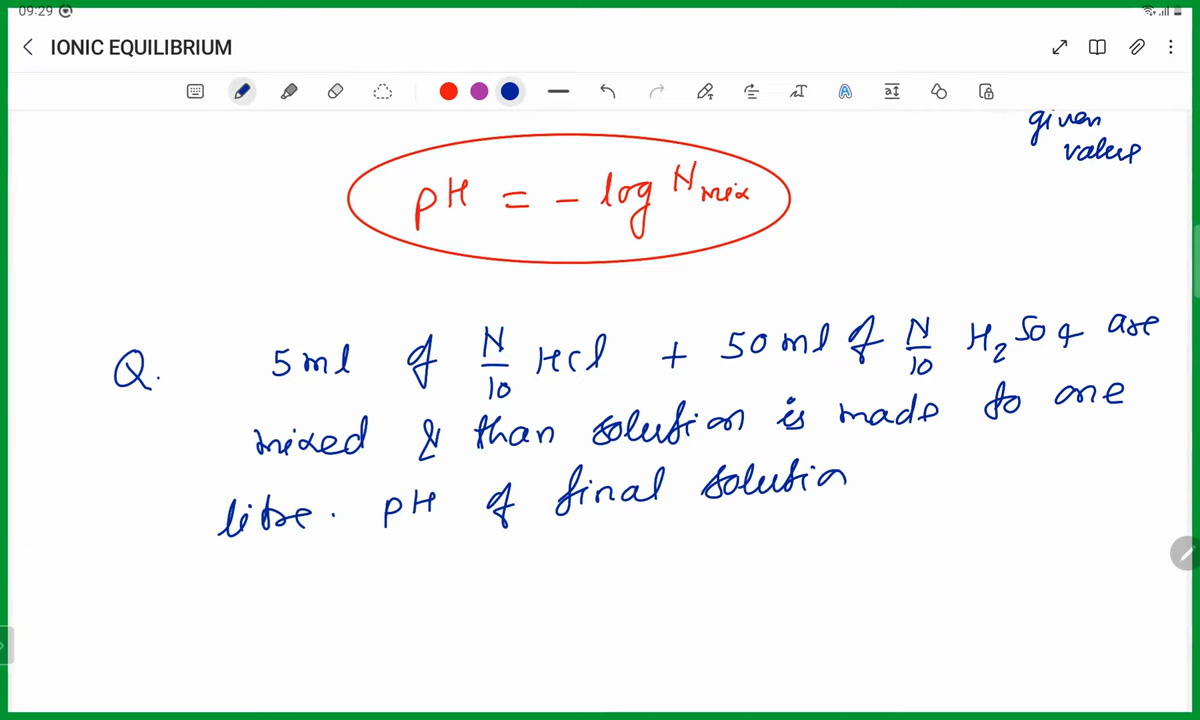 09:29
IONIC EQUILIBRIUM
given
value
pH = - log N mix
Q. 5 ml of N/10 HCl + 50 ml of N/10 H₂SO4 are
mixed & than solution is made to one
litre. pH of final solution